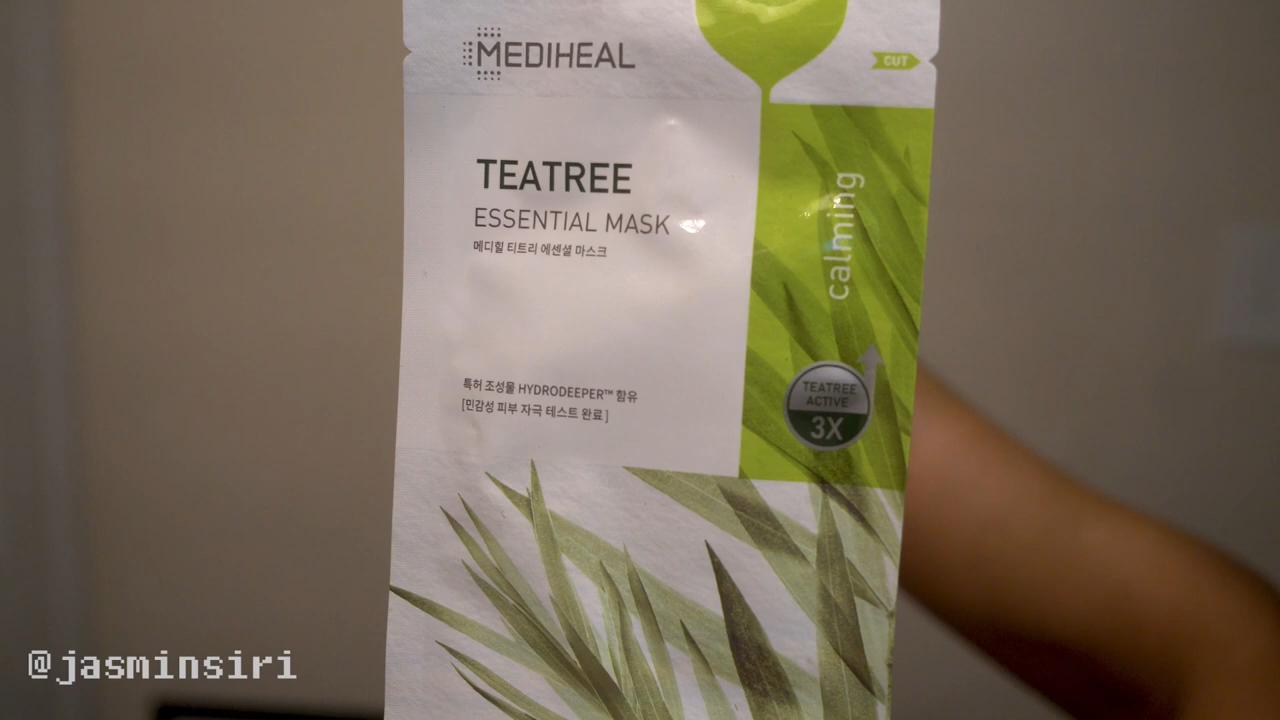 MEDIHEAL
CUT
TEATREE
ESSENTIAL MASK
메디힐 티트리 에센셜 마스크
calming
특허 조성물 HYDRODEEPER™ 함유
[민감성 피부 자극 테스트 완료]
TEATREE
ACTIVE
3X
@jasminsiri